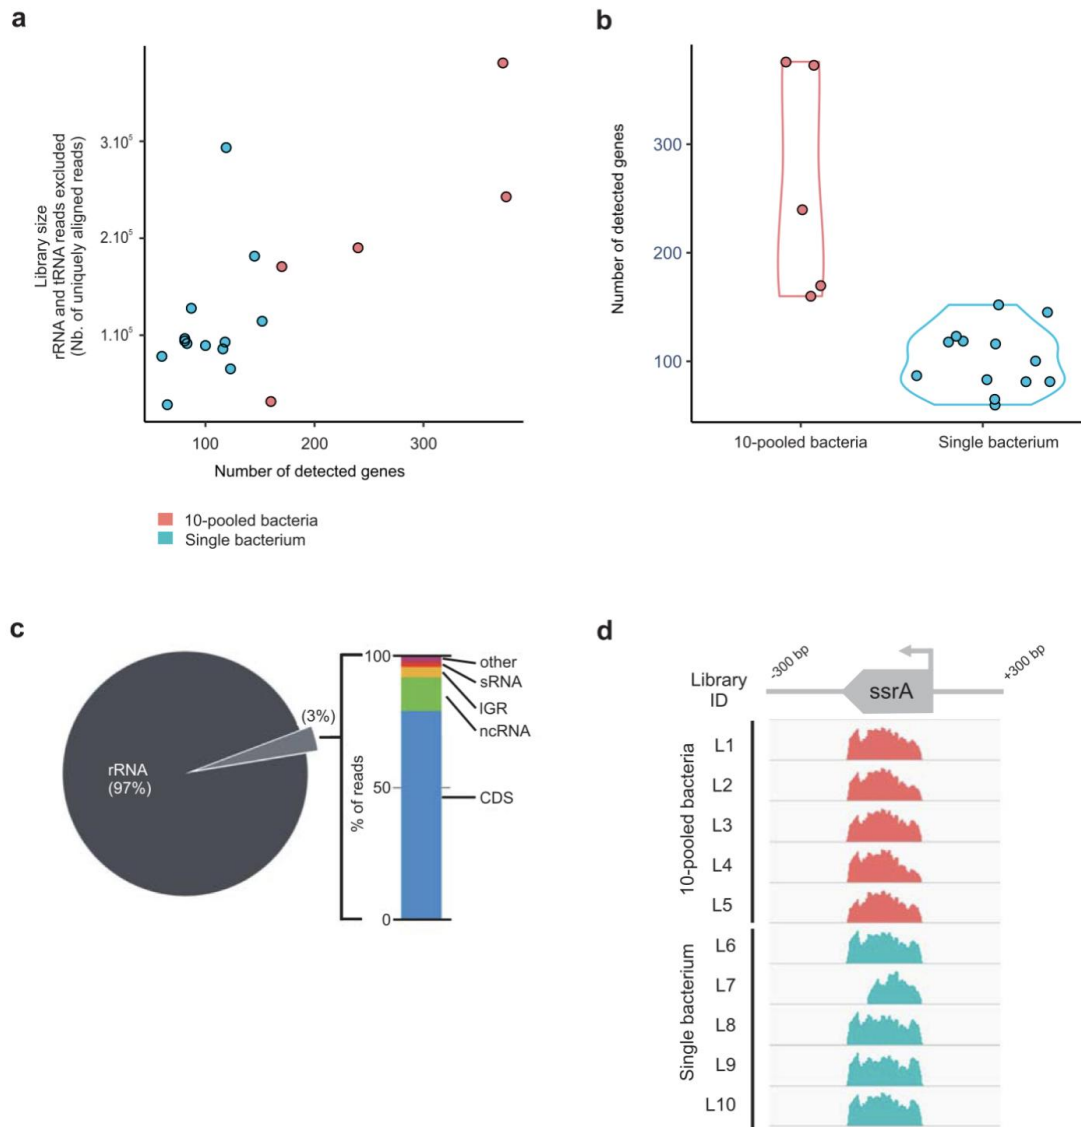 a
Library size
rRNA and tRNA reads excluded
(Nb. of uniquely aligned reads)
3.10⁵
2.10⁵
1.10⁵
100
200
300
Number of detected genes
10-pooled bacteria
Single bacterium
b
Number of detected genes
300
200
100
10-pooled bacteria
Single bacterium
c
rRNA
(97%)
(3%)
% of reads
100
50
0
other
sRNA
IGR
ncRNA
CDS
d
Library
ID
-300 bp
ssrA
+300 bp
10-pooled bacteria
L1
L2
L3
L4
L5
Single bacterium
L6
L7
L8
L9
L10